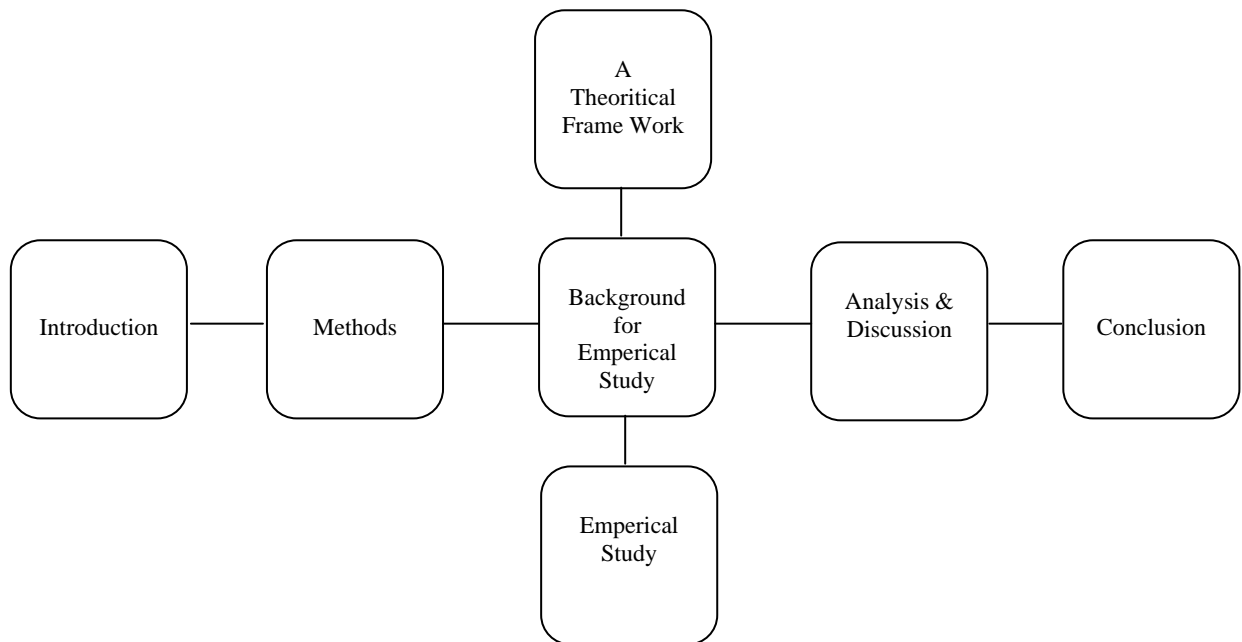 A
Theoritical
Frame Work
Introduction
Methods
Background
for
Emperical
Study
Analysis &
Discussion
Conclusion
Emperical
Study